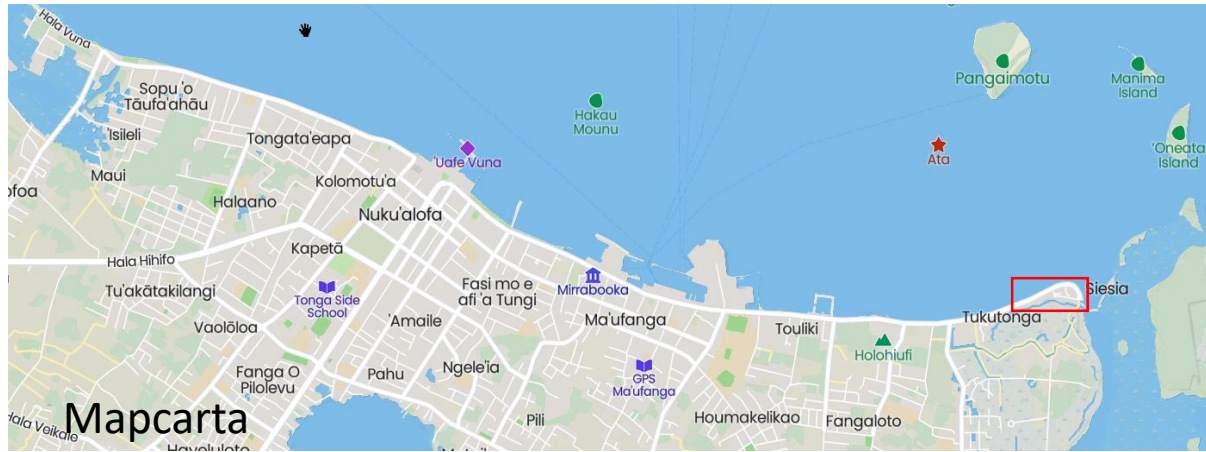 Hala Vuna
Sopu 'o
Tāufa'āhāu
'Isileli
Tongata'eapa
Maui
ofoa
Halaano
Kolomotu'a
'Uafe Vuna
Hakau
Mounu
Pangaimotu
Manima
Island
Ata
'Oneata
Island
Nuku'alofa
Kapetā
Hala Hihifo
Tu'akātakilangi
Tonga Side
School
Vaolōloa
Fasi mo e
afi 'a Tungi
Mirrabooka
'Amaile
Ma'ufanga
Touliki
Tukutonga
Siesia
Holohiufi
Fanga O
Pilolevu
Pahu
Ngele'ia
GPS
Ma'ufanga
Pili
Houmakelikao
Fangaloto
Mapcarta
Hala Veikale
Havoluloto